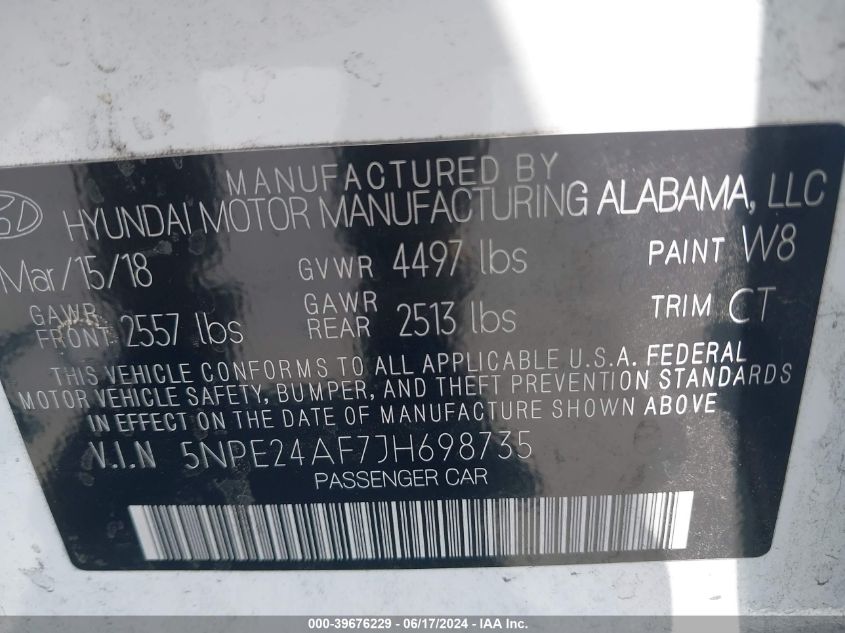 MANUFACTURED BY
HYUNDAI MOTOR MANUFACTURING ALABAMA, LLC
Mar/15/18 GVWR 4497 lbs PAINT W8
GAWR FRONT 2557 lbs GAWR REAR 2513 lbs TRIM CT
THIS VEHICLE CONFORMS TO ALL APPLICABLE U.S.A. FEDERAL
MOTOR VEHICLE SAFETY, BUMPER, AND THEFT PREVENTION STANDARDS
IN EFFECT ON THE DATE OF MANUFACTURE SHOWN ABOVE
V.I.N 5NPE24AF7JH698735
PASSENGER CAR
000-39676229 - 06/17/2024 - IAA Inc.